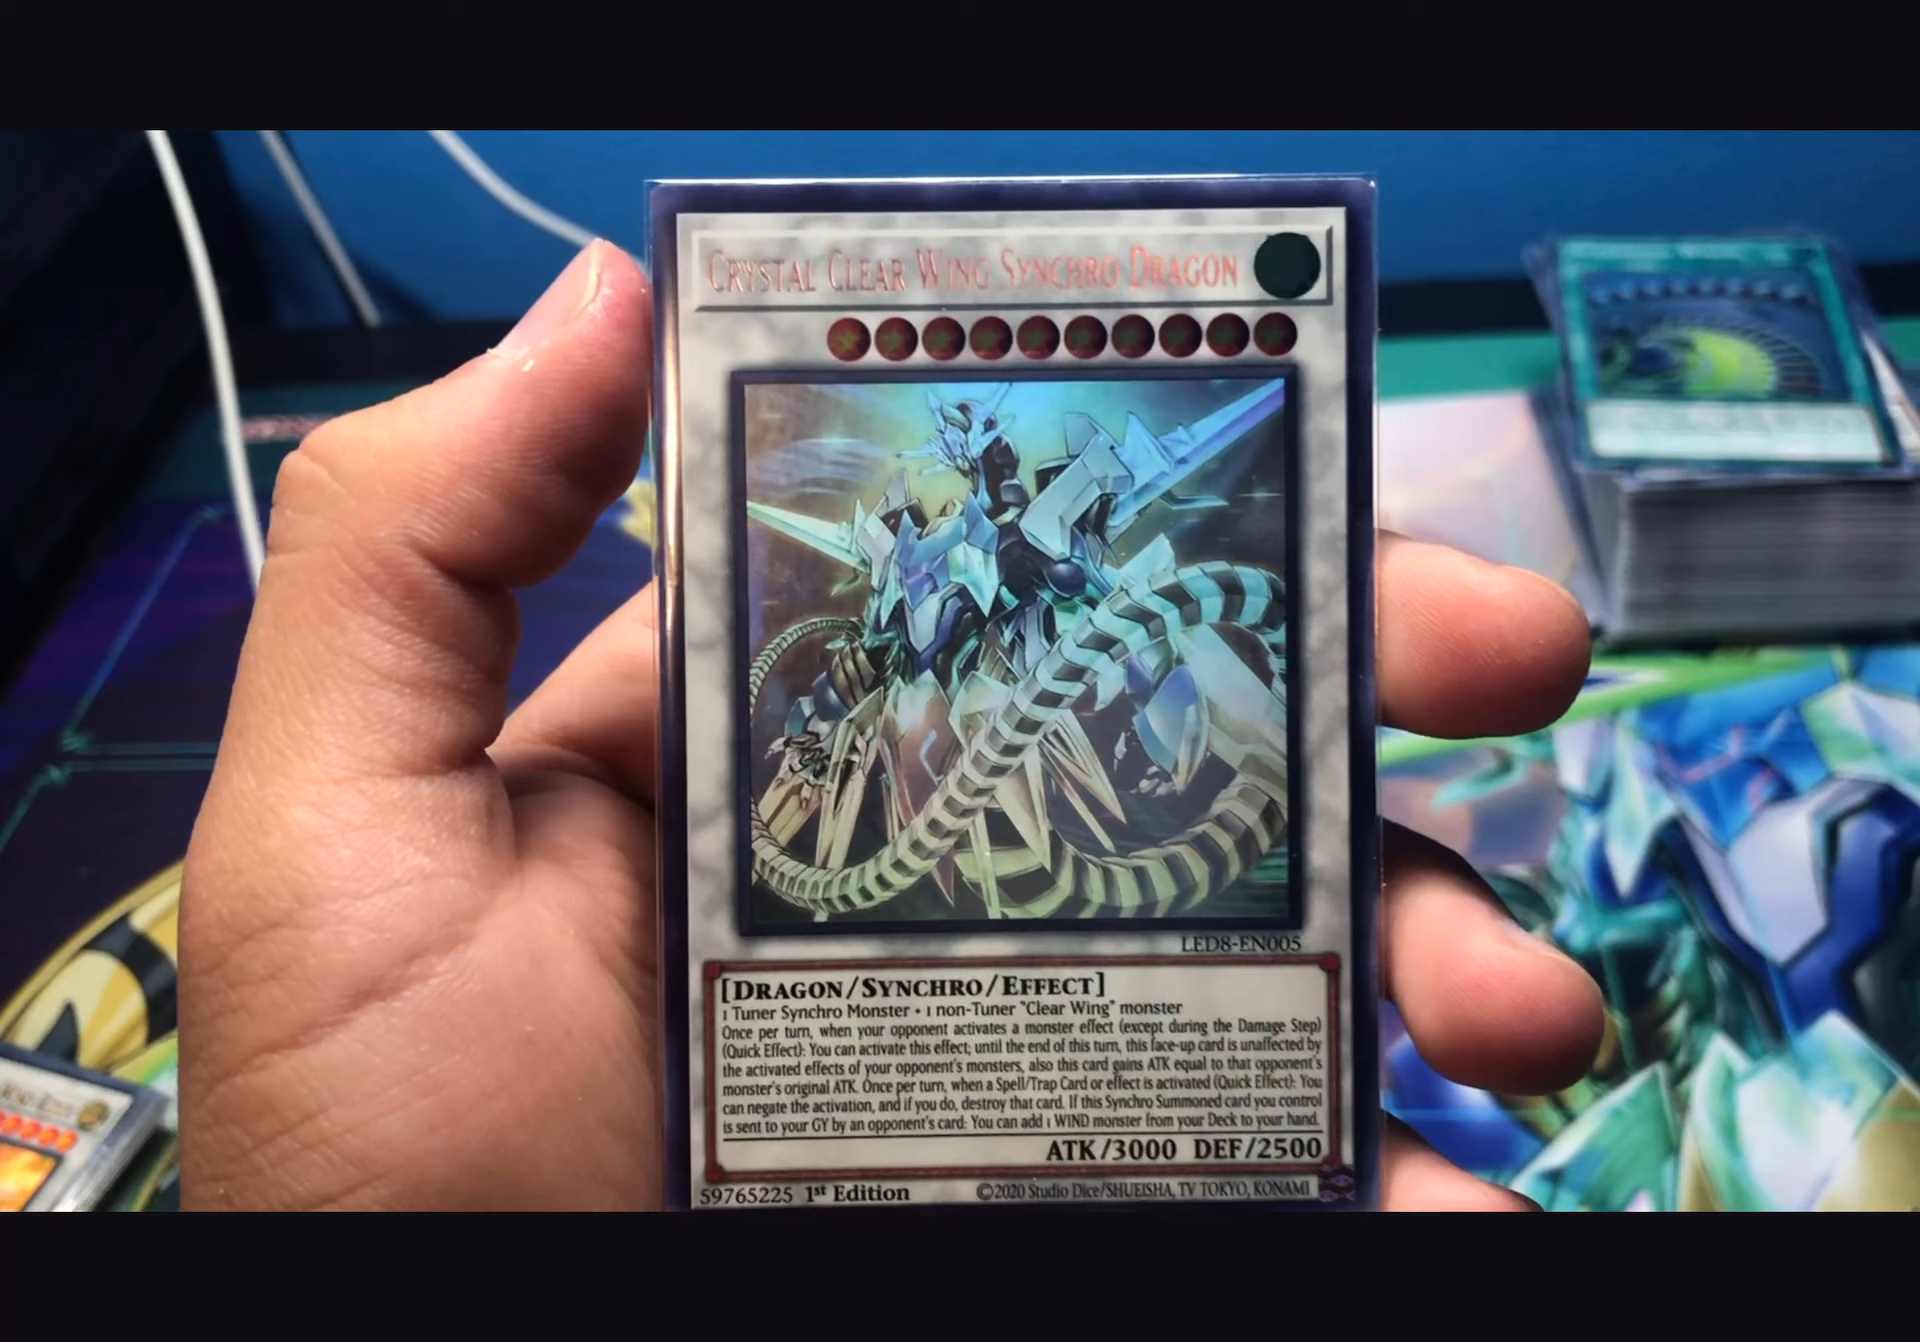 CRYSTAL CLEAR WING SYNCHRO DRAGON
LED8-EN005
[DRAGON/SYNCHRO/EFFECT]
1 Tuner Synchro Monster • 1 non-Tuner "Clear Wing" monster
Once per turn, when your opponent activates a monster effect (except during the Damage Step)
(Quick Effect): You can activate this effect; until the end of this turn, this face-up card is unaffected by
the activated effects of your opponent's monsters, also this card gains ATK equal to that opponent's
monster's original ATK. Once per turn, when a Spell/Trap Card or effect is activated (Quick Effect): You
can negate the activation, and if you do, destroy that card. If this Synchro Summoned card you control
is sent to your GY by an opponent's card: You can add 1 WIND monster from your Deck to your hand.
ATK/3000 DEF/2500
59765225 1st Edition ©2020 Studio Dice/SHUEISHA, TV TOKYO, KONAMI